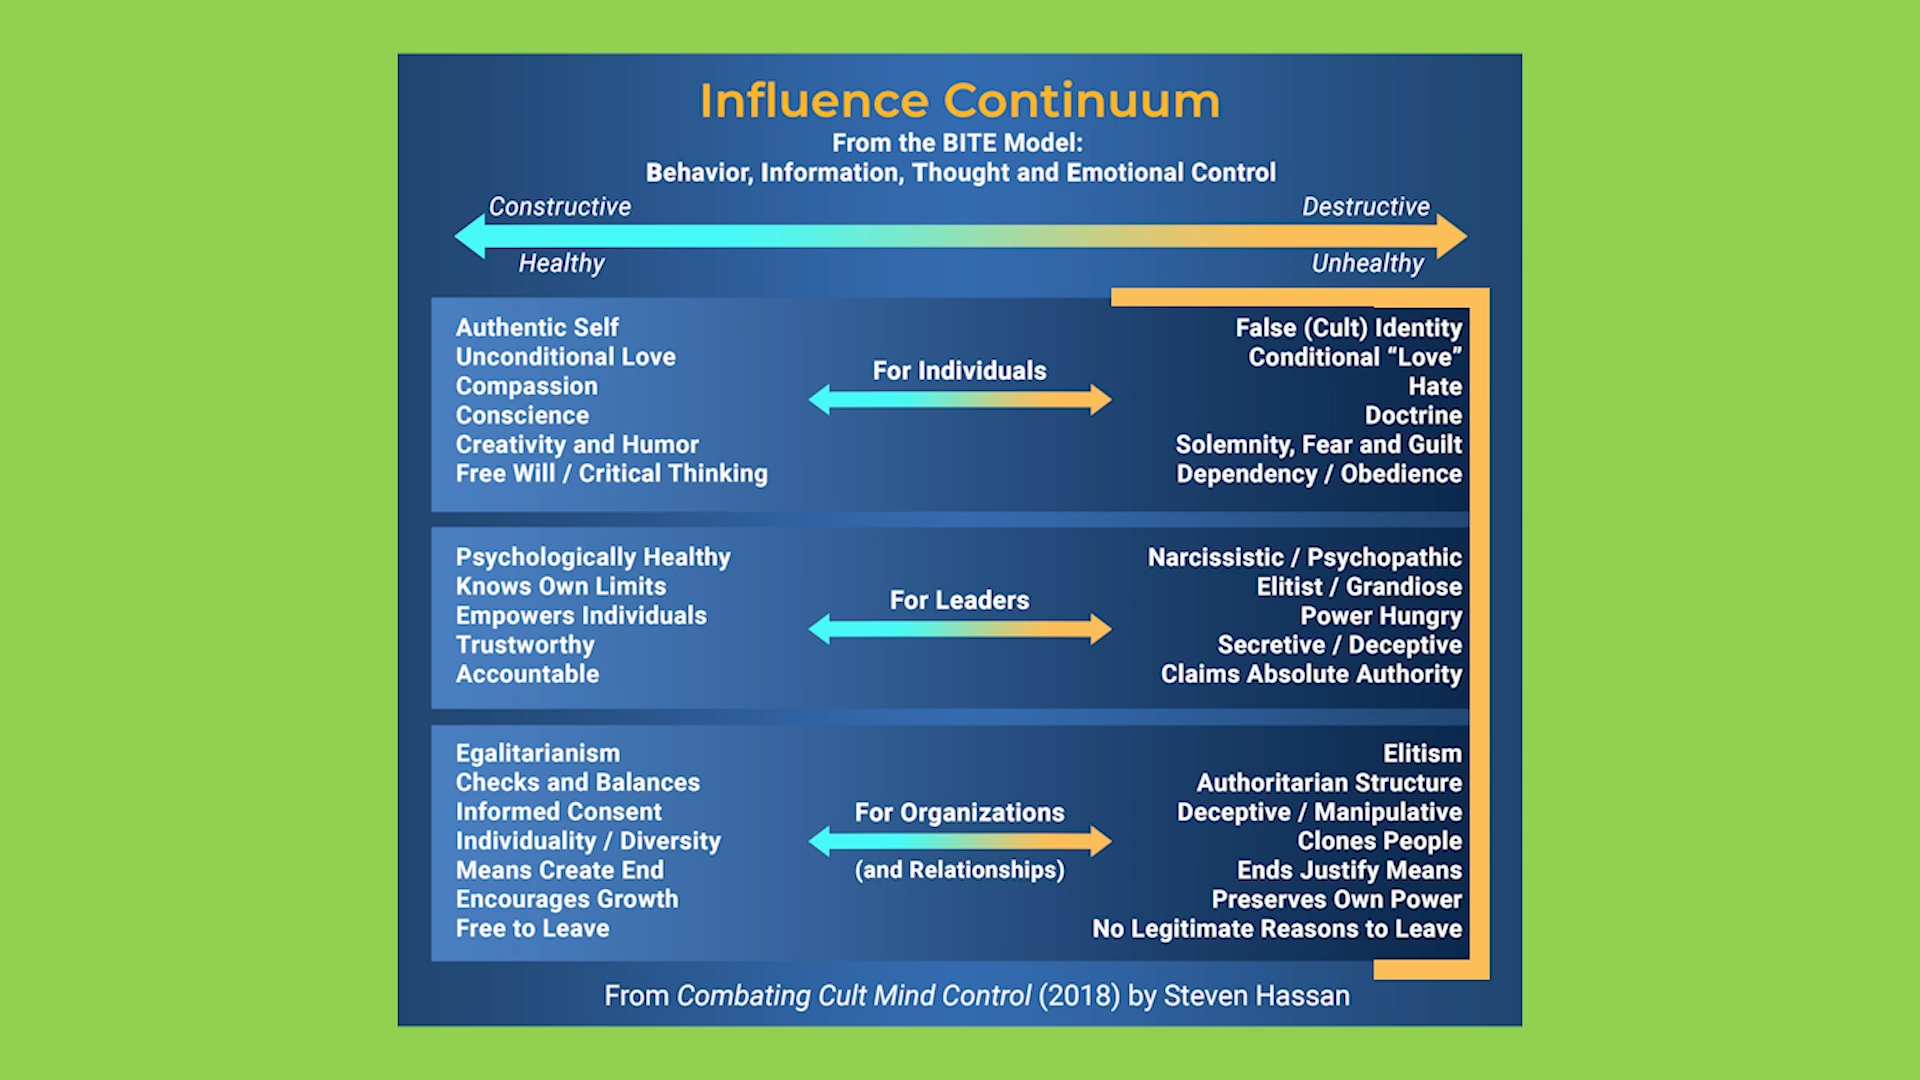 Influence Continuum
From the BITE Model:
Behavior, Information, Thought and Emotional Control
Constructive
Destructive
Healthy
Unhealthy
Authentic Self
Unconditional Love
Compassion
Conscience
Creativity and Humor
Free Will / Critical Thinking
For Individuals
False (Cult) Identity
Conditional “Love”
Hate
Doctrine
Solemnity, Fear and Guilt
Dependency / Obedience
Psychologically Healthy
Knows Own Limits
Empowers Individuals
Trustworthy
Accountable
For Leaders
Narcissistic / Psychopathic
Elitist / Grandiose
Power Hungry
Secretive / Deceptive
Claims Absolute Authority
Egalitarianism
Checks and Balances
Informed Consent
Individuality / Diversity
Means Create End
Encourages Growth
Free to Leave
For Organizations
(and Relationships)
Elitism
Authoritarian Structure
Deceptive / Manipulative
Clones People
Ends Justify Means
Preserves Own Power
No Legitimate Reasons to Leave
From Combating Cult Mind Control (2018) by Steven Hassan